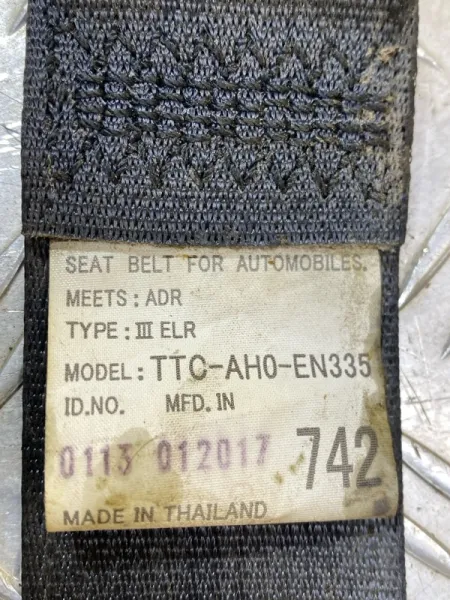 SEAT BELT FOR AUTOMOBILES.
MEETS: ADR
TYPE: Ⅲ ELR
MODEL: TTC-AH0-EN335
ID.NO. MFD. IN
0113 012017 742
MADE IN THAILAND